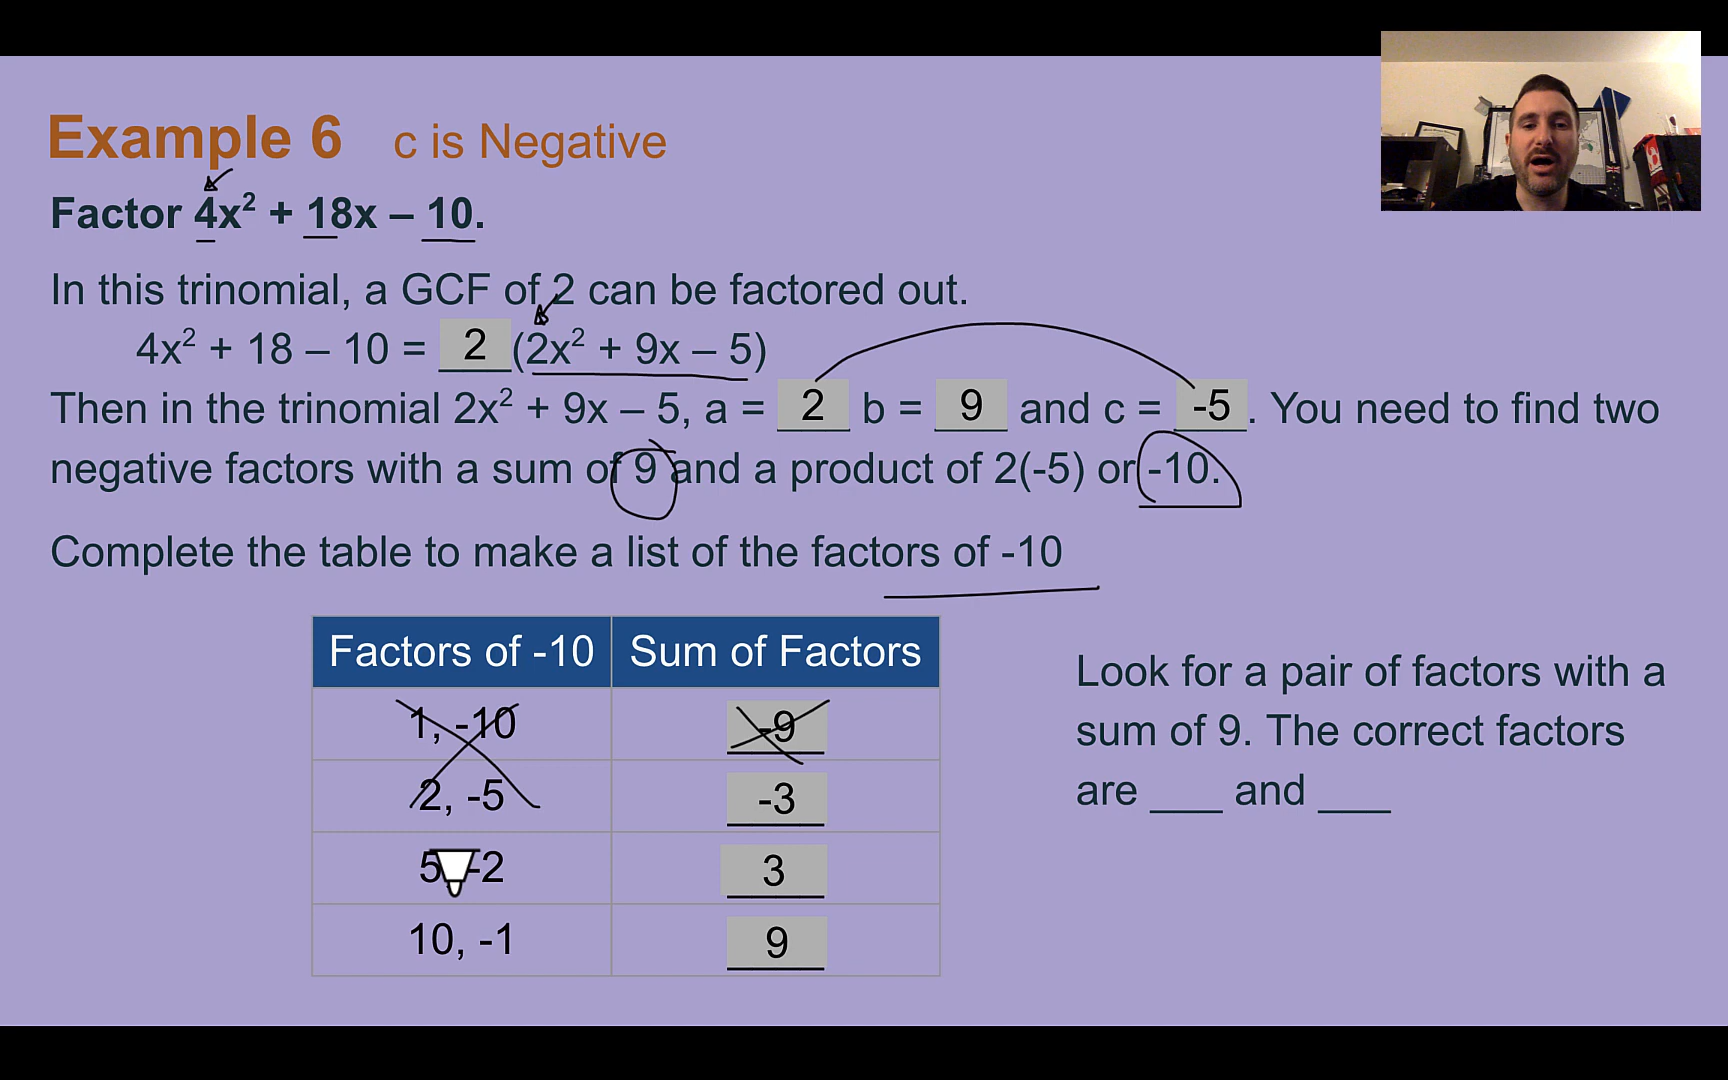 Example 6 c is Negative
Factor 4x² + 18x – 10.
In this trinomial, a GCF of 2 can be factored out.
4x² + 18 – 10 = 2 (2x² + 9x – 5)
Then in the trinomial 2x² + 9x – 5, a = 2 b = 9 and c = -5. You need to find two
negative factors with a sum of 9 and a product of 2(-5) or -10.
Complete the table to make a list of the factors of -10
Factors of -10 Sum of Factors
1, -10 -9
2, -5 -3
5 -2 3
10, -1 9
Look for a pair of factors with a
sum of 9. The correct factors
are ___ and ___